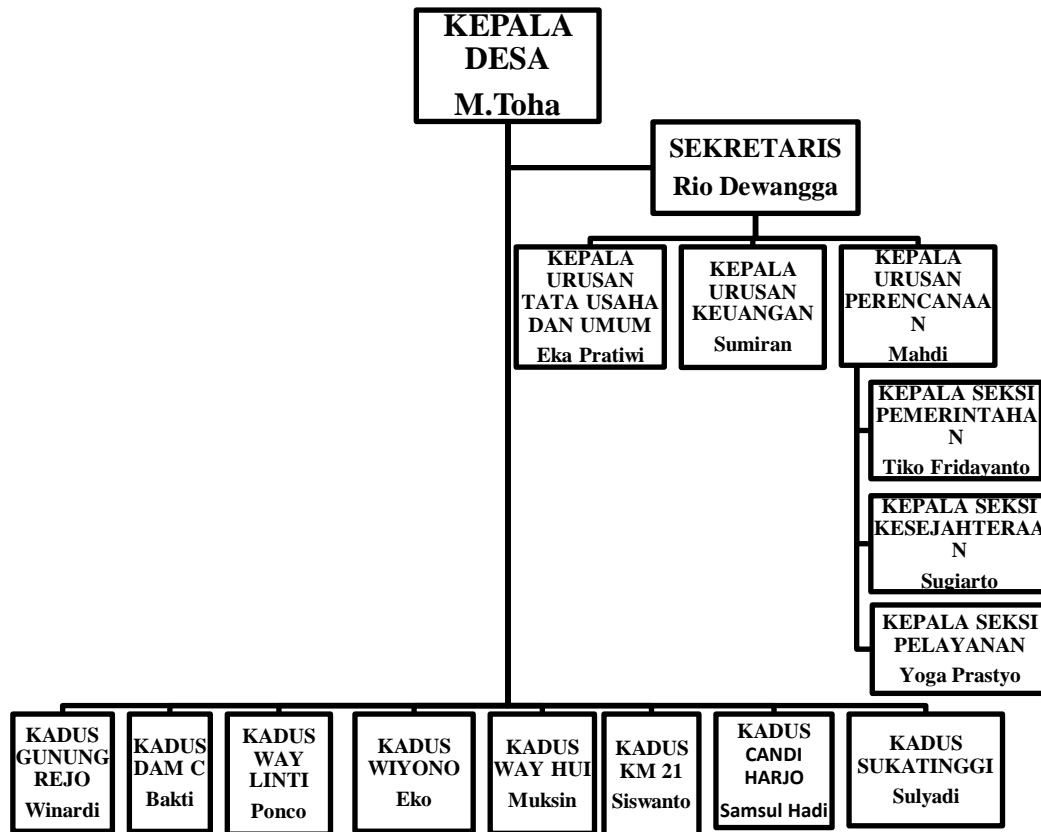 KEPALA
DESA
M.Toha
SEKRETARIS
Rio Dewangga
KEPALA
URUSAN
TATA USAHA
DAN UMUM
Eka Pratiwi
KEPALA
URUSAN
KEUANGAN
Sumiran
KEPALA
URUSAN
PERENCANAA
N
Mahdi
KEPALA SEKSI
PEMERINTAHA
N
Tiko Fridayanto
KEPALA SEKSI
KESEJAHTERAA
N
Sugiarto
KEPALA SEKSI
PELAYANAN
Yoga Prastyo
KADUS
GUNUNG
REJO
Winardi
KADUS
DAM C
Bakti
KADUS
WAY
LINTI
Ponco
KADUS
WIYONO
Eko
KADUS
WAY HUI
Muksin
KADUS
KM 21
Siswanto
KADUS
CANDI
HARJO
Samsul Hadi
KADUS
SUKATINGGI
Sulyadi